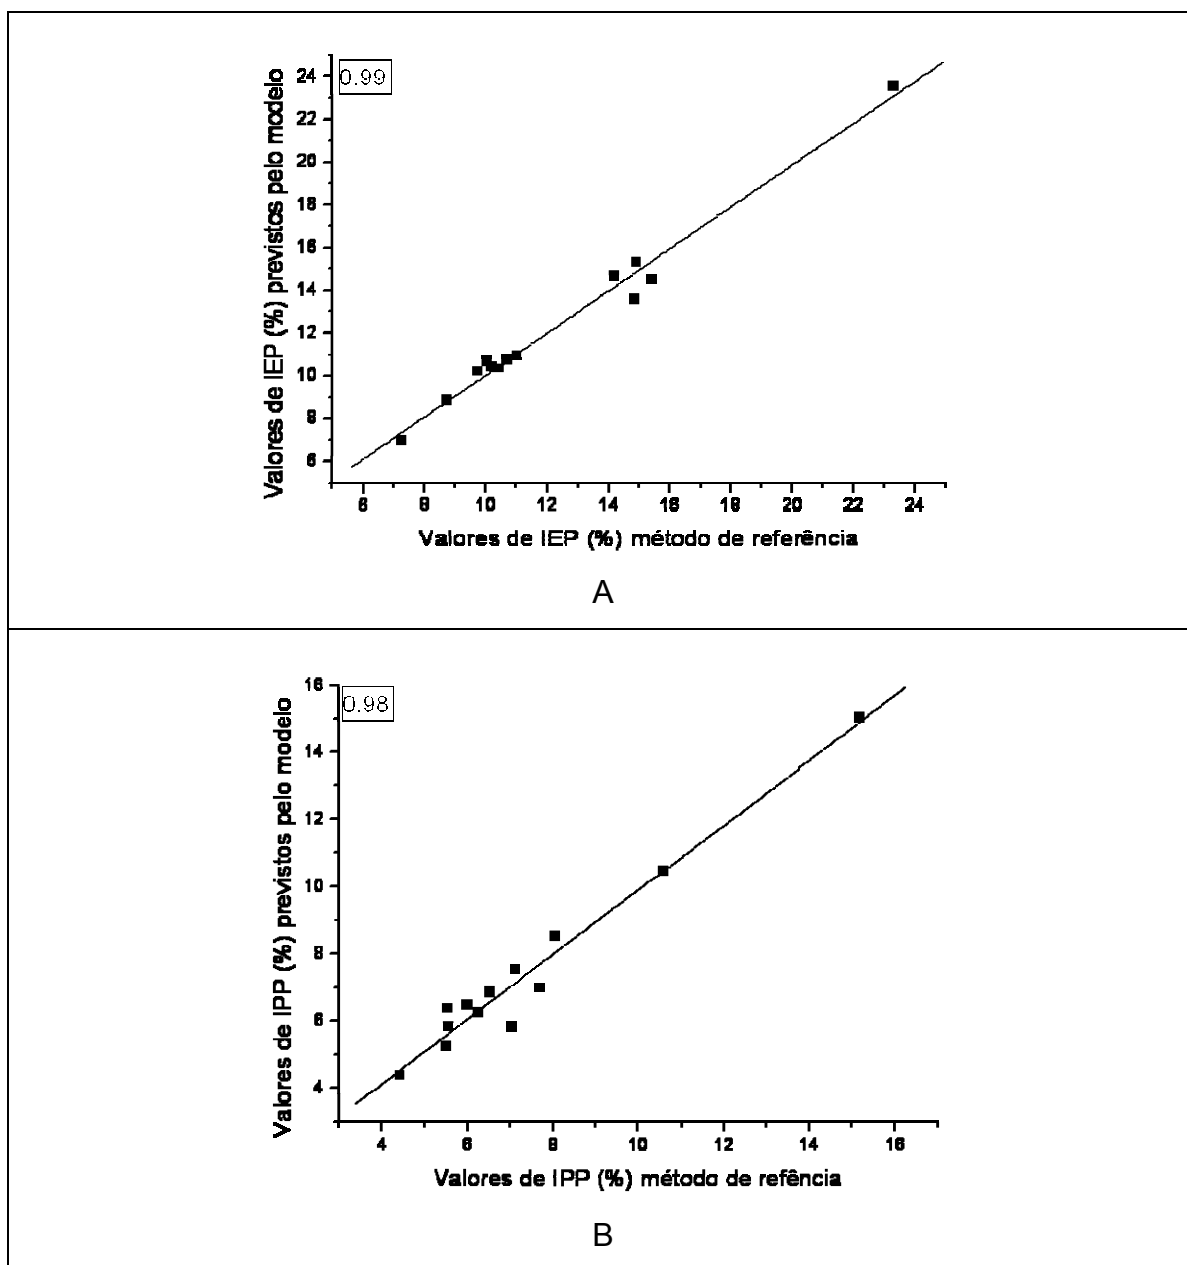 Valores de IEP (%) previstos pelo modelo
0.99
24
22
20
18
16
14
12
10
8
6
6 8 10 12 14 16 18 20 22 24
Valores de IEP (%) método de referência
A
Valores de IPP (%) previstos pelo modelo
0.98
16
14
12
10
8
6
4
4 6 8 10 12 14 16
Valores de IPP (%) método de refência
B